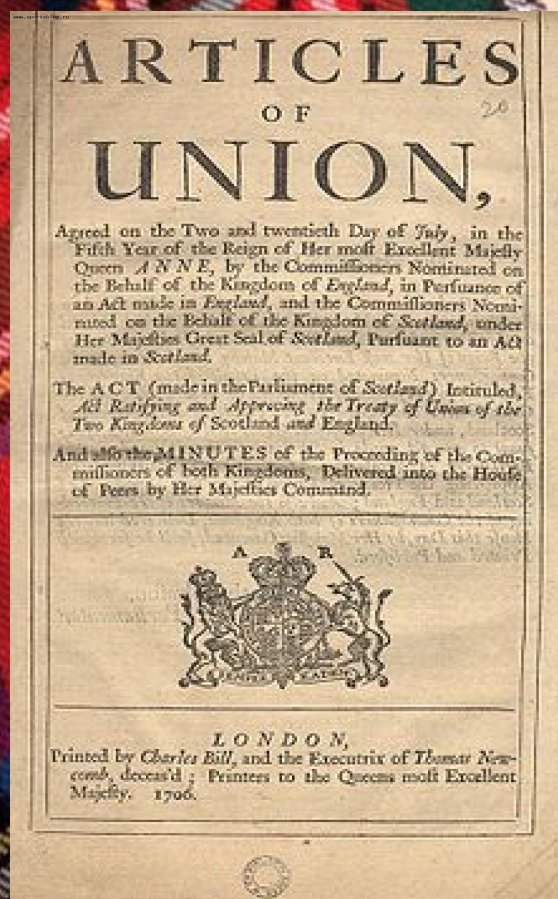 ARTICLES
OF
20
UNION,
Agreed on the Two and twentieth Day of July, in the
Fifth Year of the Reign of Her moſt Excellent Majeſty
Queen ANNE, by the Commiſſioners Nominated on
the Behalf of the Kingdom of England, in Purſuance of
an Act made in England, and the Commiſſioners Nomi-
nated on the Behalf of the Kingdom of Scotland, under
Her Majeſties Great Seal of Scotland, Purſuant to an Act
made in Scotland.
The ACT (made in the Parliament of Scotland) Intituled,
Act Ratifying and Approving the Treaty of Union of the
Two Kingdoms of Scotland and England.
And alſo the MINUTES of the Proceeding of the Com-
miſſioners of both Kingdoms, Delivered into the Houſe
of Peers by Her Majeſties Command.
A R
SEMPER EADEM
LONDON,
Printed by Charles Bill, and the Executrix of Thomas New-
comb, deceas'd ; Printers to the Queens moſt Excellent
Majeſty. 1706.